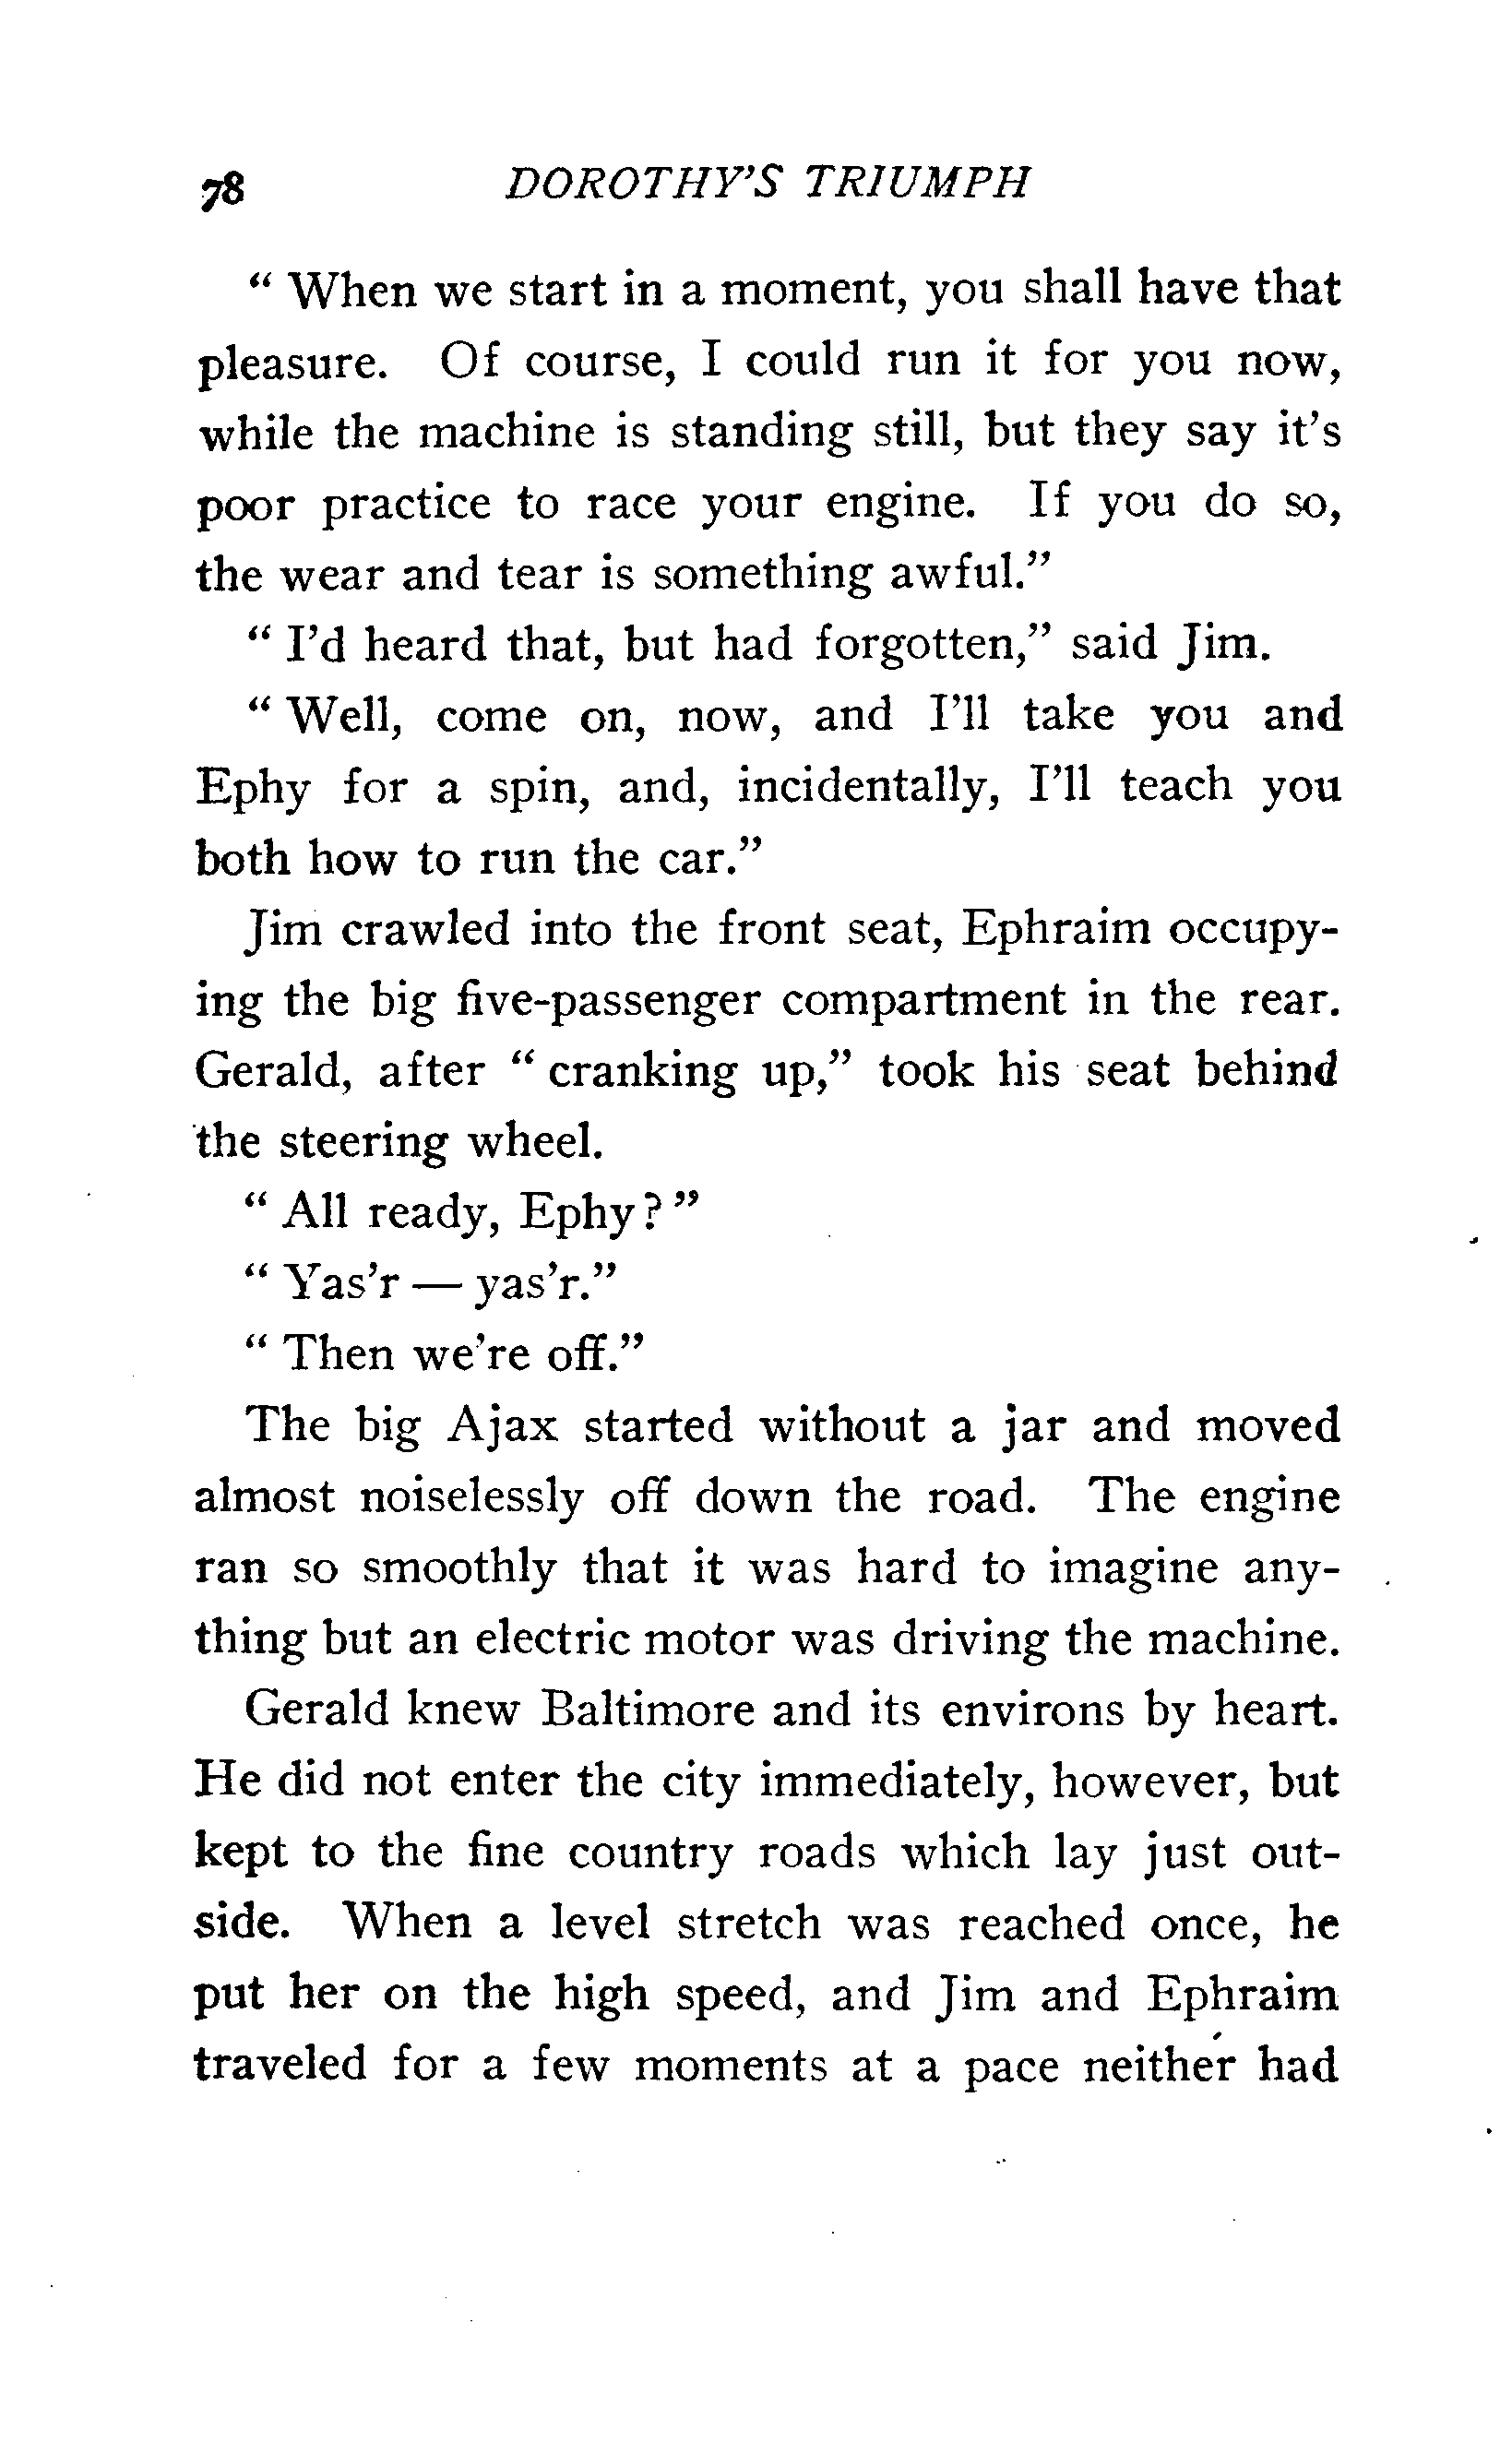 78 DOROTHY'S TRIUMPH
" When we start in a moment, you shall have that
pleasure. Of course, I could run it for you now,
while the machine is standing still, but they say it's
poor practice to race your engine. If you do so,
the wear and tear is something awful."
" I'd heard that, but had forgotten," said Jim.
" Well, come on, now, and I'll take you and
Ephy for a spin, and, incidentally, I'll teach you
both how to run the car."
Jim crawled into the front seat, Ephraim occupy-
ing the big five-passenger compartment in the rear.
Gerald, after " cranking up," took his seat behind
the steering wheel.
" All ready, Ephy ? "
" Yas'r — yas'r."
" Then we're off."
The big Ajax started without a jar and moved
almost noiselessly off down the road. The engine
ran so smoothly that it was hard to imagine any-
thing but an electric motor was driving the machine.
Gerald knew Baltimore and its environs by heart.
He did not enter the city immediately, however, but
kept to the fine country roads which lay just out-
side. When a level stretch was reached once, he
put her on the high speed, and Jim and Ephraim
traveled for a few moments at a pace neither had